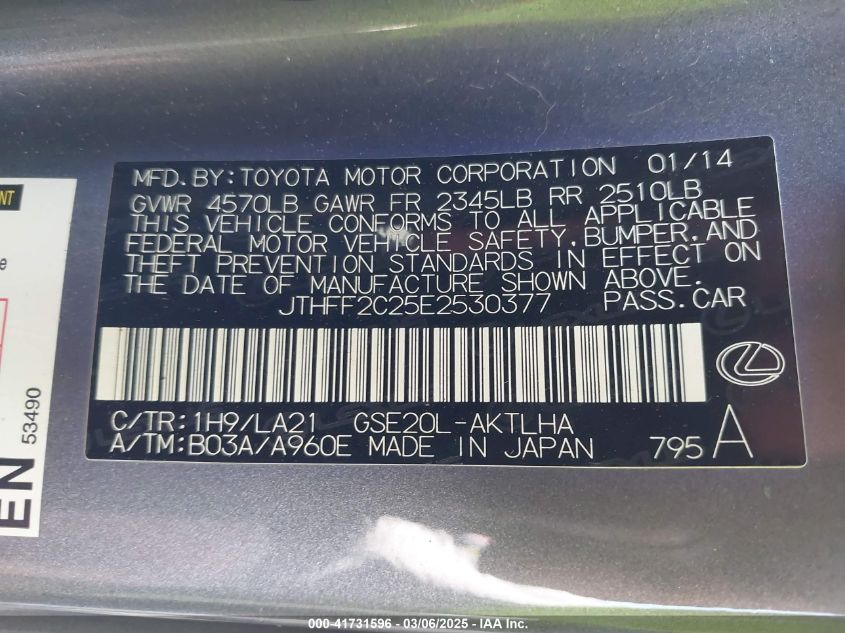 MFD. BY: TOYOTA MOTOR CORPORATION 01/14
GVWR 4570LB GAWR FR 2345LB RR 2510LB
THIS VEHICLE CONFORMS TO ALL APPLICABLE
FEDERAL MOTOR VEHICLE SAFETY, BUMPER, AND
THEFT PREVENTION STANDARDS IN EFFECT ON
THE DATE OF MANUFACTURE SHOWN ABOVE.
JTHFF2C25E2530377 PASS. CAR
C/TR: 1H9/LA21 GSE20L-AKTLHA
A/TM: B03A/A960E MADE IN JAPAN 795 A
53490
EN
000-41731596 - 03/06/2025 - IAA Inc.